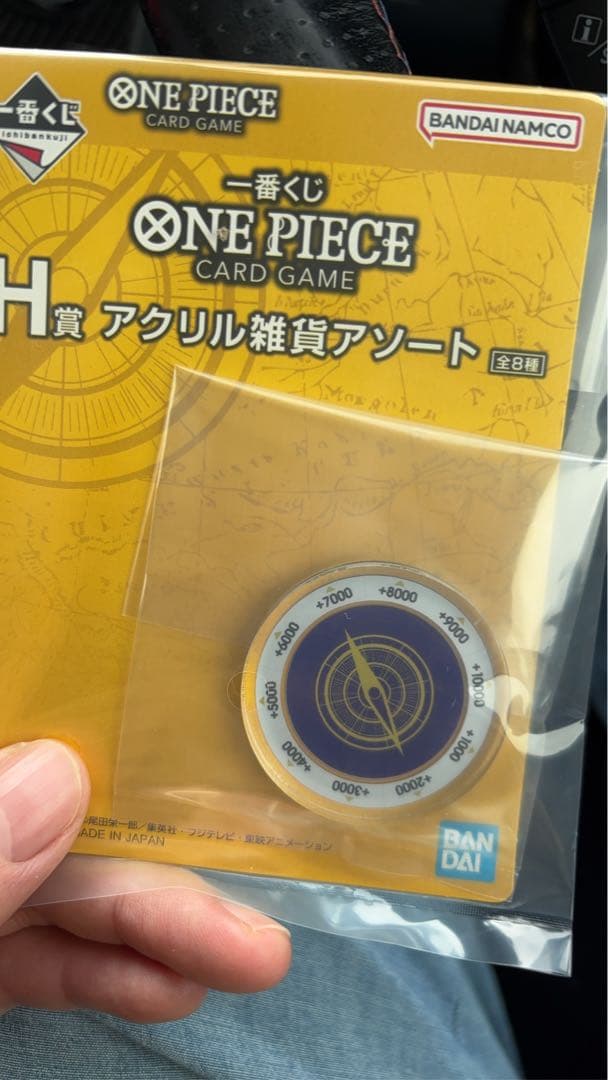 一番くじ
ichibankuji
ONE PIECE
CARD GAME
BANDAI NAMCO
一番くじ
ONE PIECE
CARD GAME
H賞 アクリル雑貨アソート 全8種
+8000
+9000
+10000
+1000
+2000
+3000
+4000
+5000
+6000
+7000
尾田栄一郎/集英社・フジテレビ・東映アニメーション
MADE IN JAPAN
BAN
DAI